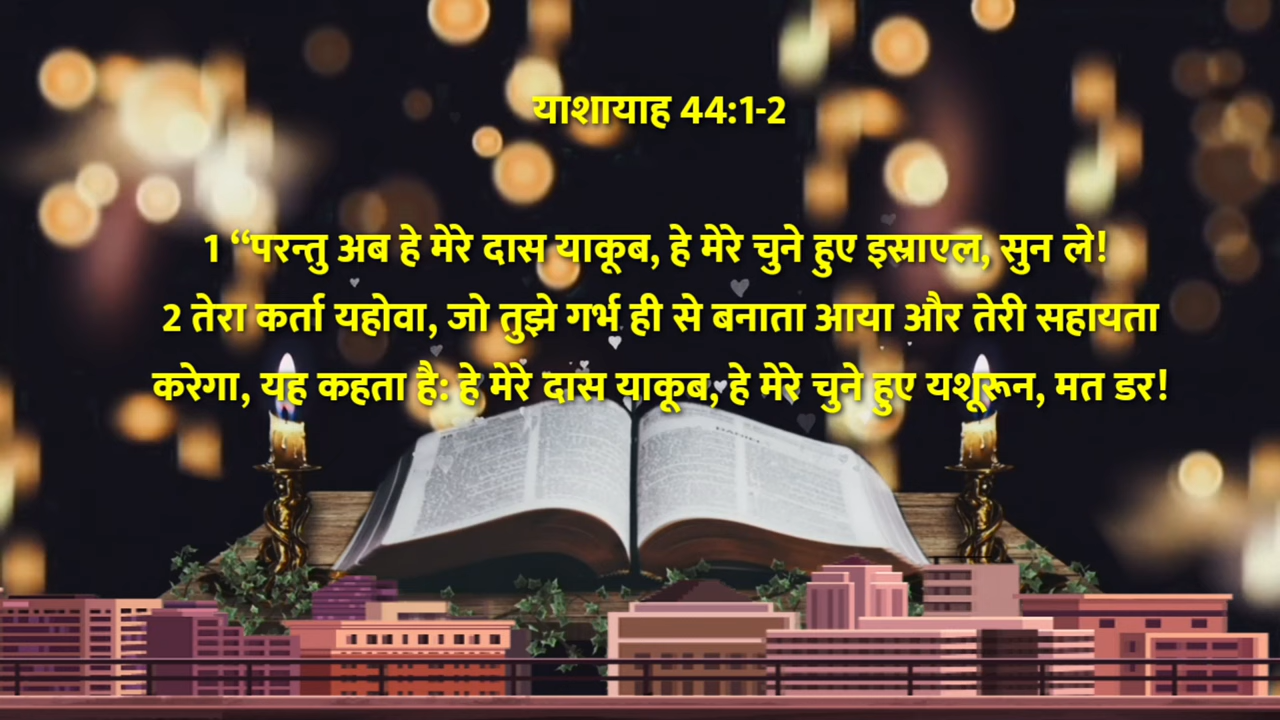 याशायाह 44:1-2
1 “परन्तु अब हे मेरे दास याकूब, हे मेरे चुने हुए इस्राएल, सुन ले!
2 तेरा कर्ता यहोवा, जो तुझे गर्भ ही से बनाता आया और तेरी सहायता
करेगा, यह कहता है: हे मेरे दास याकूब, हे मेरे चुने हुए यशूरून, मत डर!